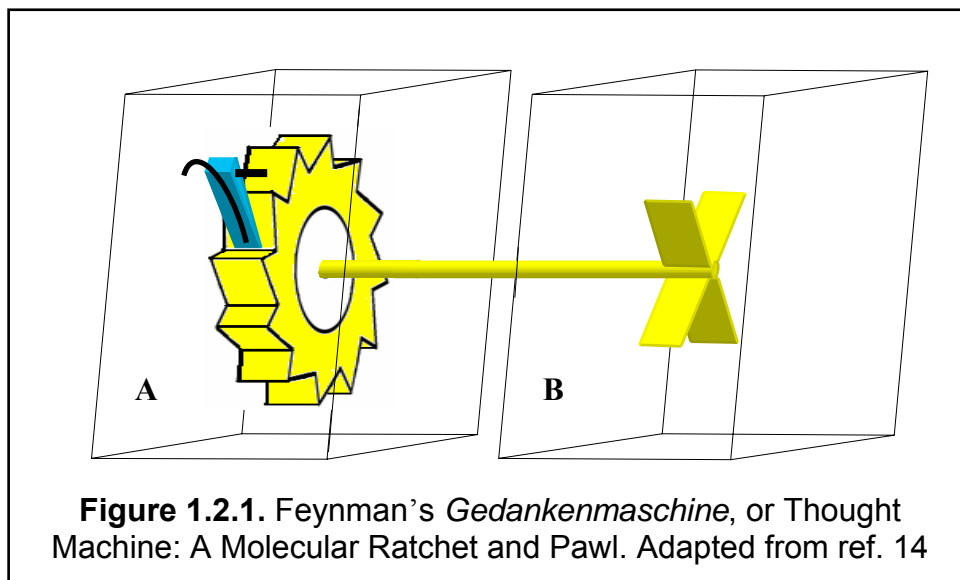 A
B
Figure 1.2.1. Feynman’s Gedankenmaschine, or Thought
Machine: A Molecular Ratchet and Pawl. Adapted from ref. 14